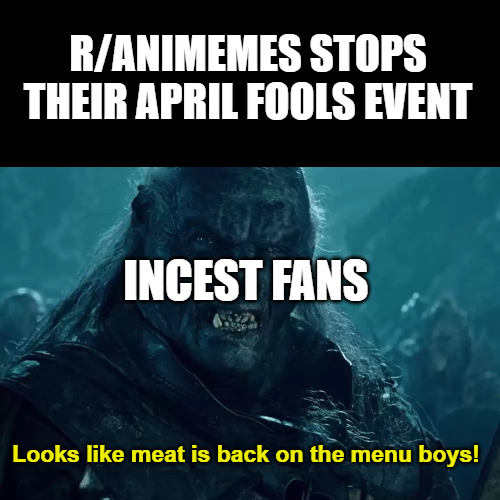 R/ANIMEMES STOPS
THEIR APRIL FOOLS EVENT
INCEST FANS
Looks like meat is back on the menu boys!